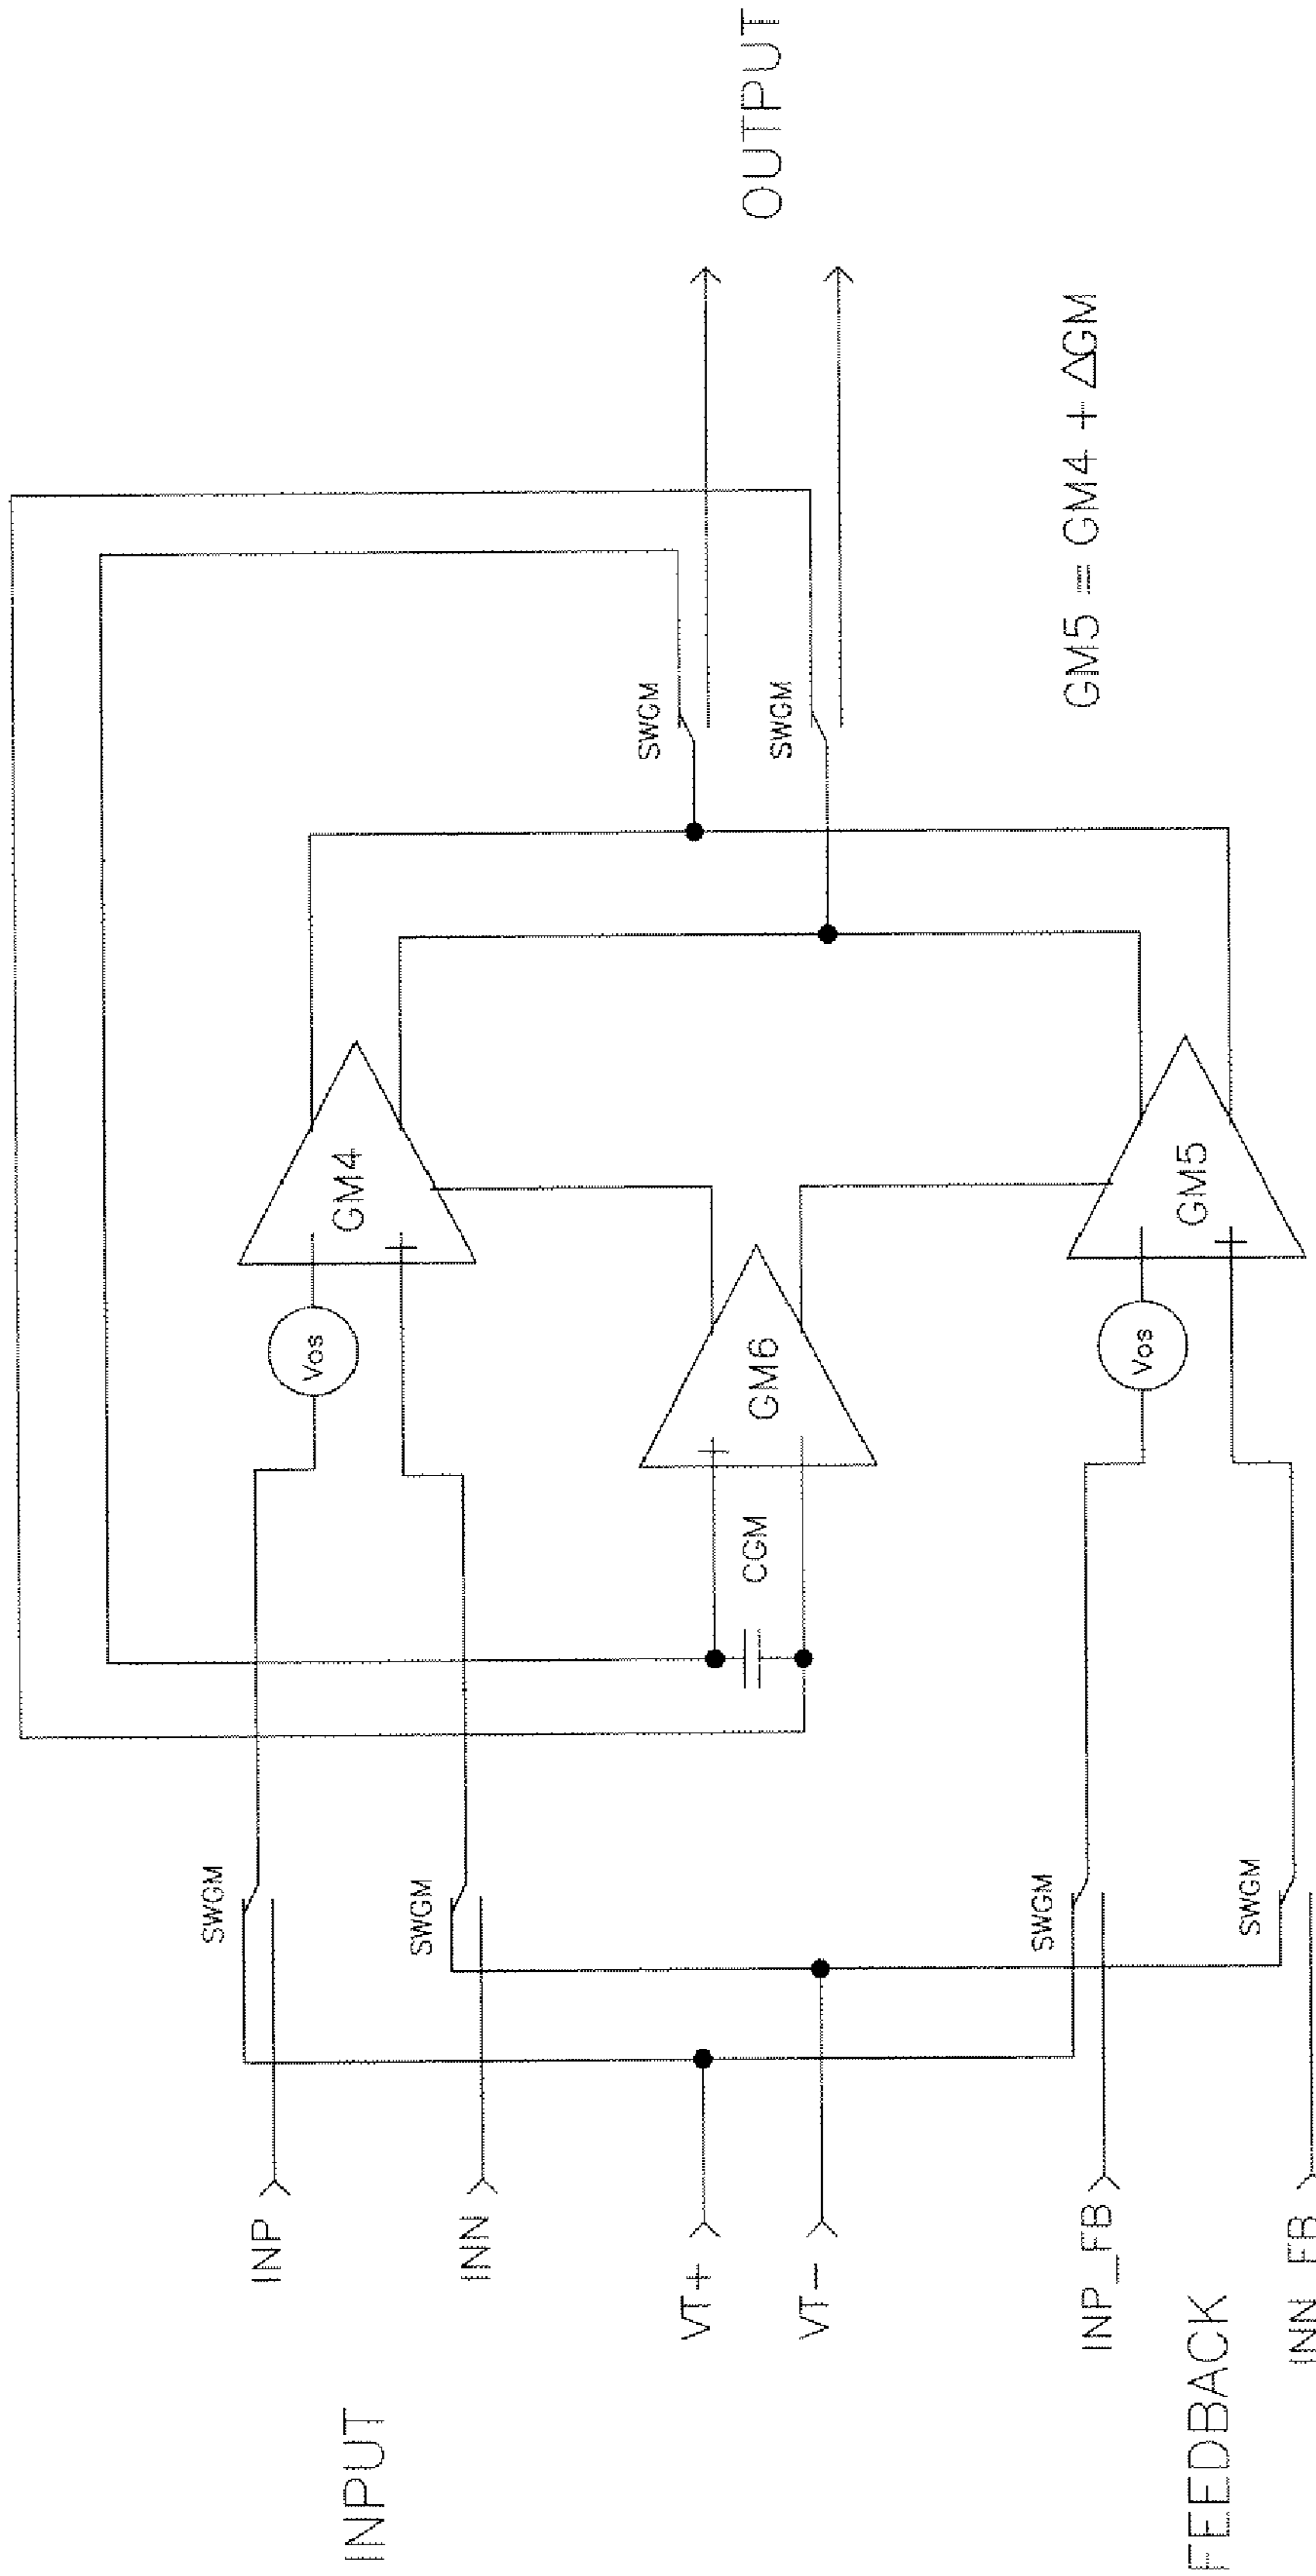 INPUT
INP
INN
VT+
VT-
FEEDBACK
INP_FB
INN_FB
SWGM
SWGM
SWGM
SWGM
Vos
GM4
CGM
GM6
Vos
GM5
SWGM
SWGM
GM5 = GM4 + ΔGM
OUTPUT